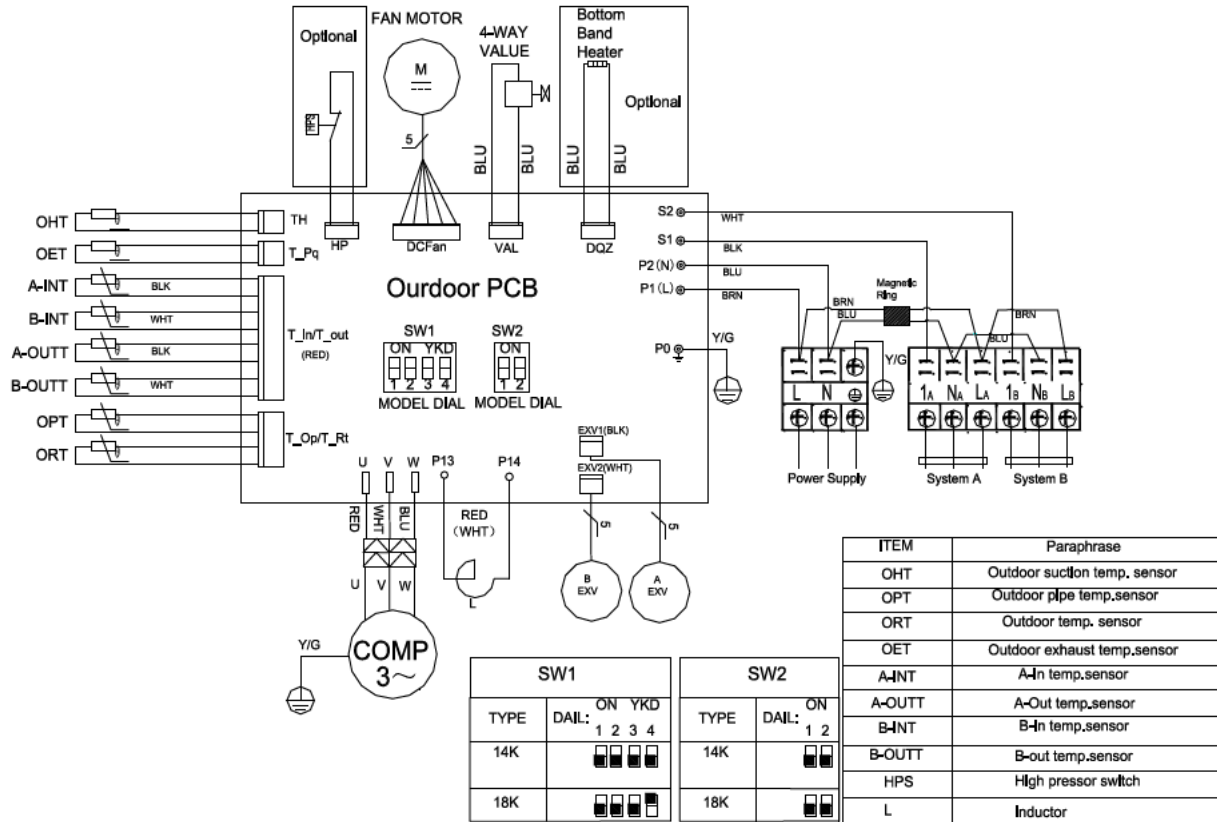 Optional
HPS
FAN MOTOR
M
5
4-WAY
VALUE
BLU
BLU
Bottom
Band
Heater
Optional
BLU
BLU
HP
DCFan
VAL
DQZ
OHT
OET
A-INT
BLK
B-INT
WHT
A-OUTT
BLK
B-OUTT
WHT
OPT
ORT
TH
T_Pq
T_In/T_out
(RED)
T_Op/T_Rt
Ourdoor PCB
SW1
ON YKD
1 2 3 4
MODEL DIAL
SW2
ON
1 2
MODEL DIAL
S2
WHT
S1
BLK
P2(N)
BLU
P1(L)
BRN
P0
Y/G
Magnetic
Ring
BRN
BLU
BRN
BLU
Y/G
L N
1A NA LA 1B NB LB
Power Supply
System A
System B
U V W
RED
WHT
BLU
U V W
COMP
3~
Y/G
P13
P14
RED
(WHT)
L
EXV1(BLK)
EXV2(WHT)
5
5
B
EXV
A
EXV
SW1
TYPE
DAIL:
ON YKD
1 2 3 4
14K
18K
SW2
TYPE
DAIL:
ON
1 2
14K
18K
ITEM Paraphrase
OHT Outdoor suction temp. sensor
OPT Outdoor pipe temp.sensor
ORT Outdoor temp. sensor
OET Outdoor exhaust temp.sensor
A-INT A-In temp.sensor
A-OUTT A-Out temp.sensor
B-INT B-In temp.sensor
B-OUTT B-out temp.sensor
HPS High pressor switch
L Inductor